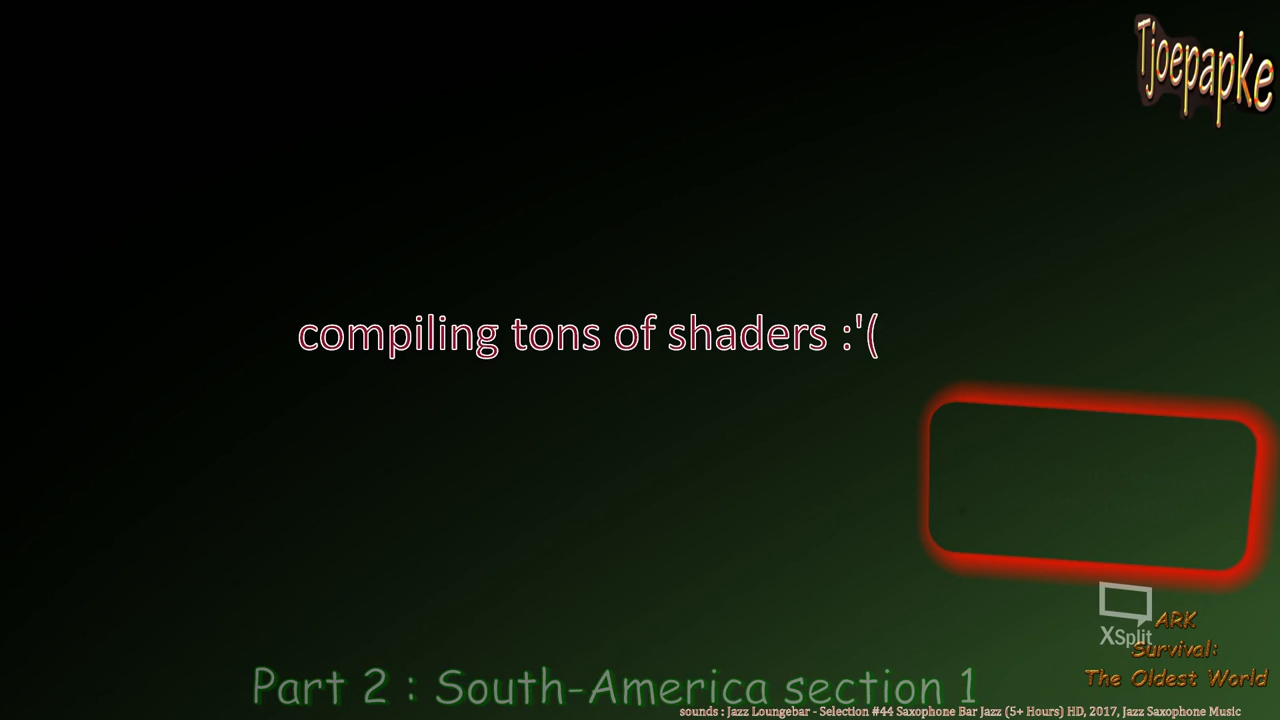 Tjoepapke
compiling tons of shaders :'(
XSplit
ARK
Survival:
The Oldest World
Part 2 : South-America section 1
sounds : Jazz Loungebar - Selection #44 Saxophone Bar Jazz (5+ Hours) HD, 2017, Jazz Saxophone Music